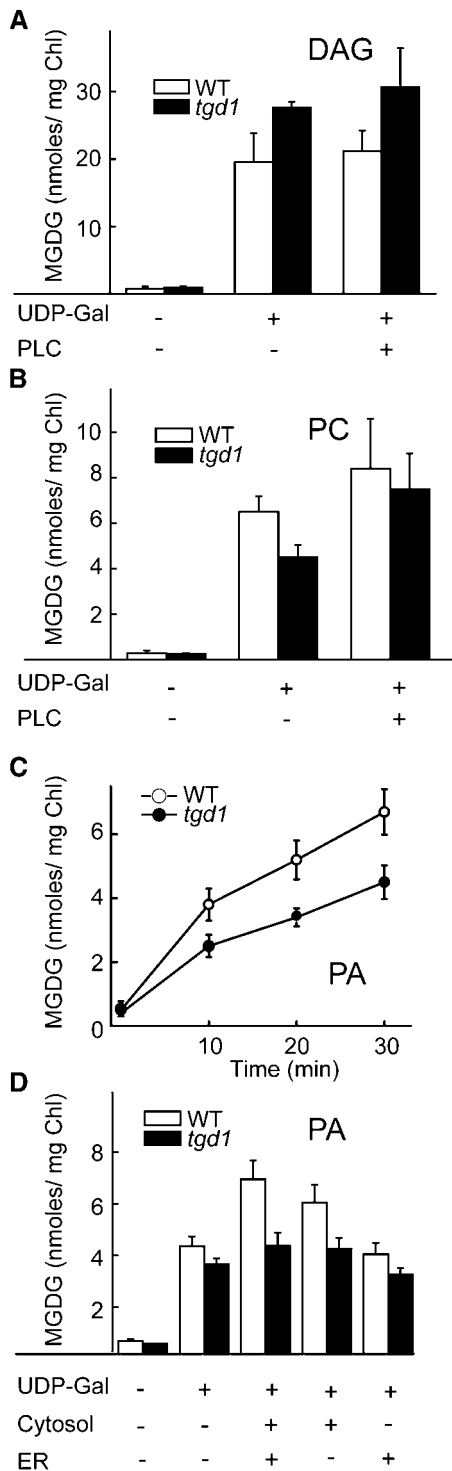 A
DAG
WT
tgd1
MGDG (nmoles/ mg Chl)
30
20
10
UDP-Gal - + +
PLC - - +
B
PC
WT
tgd1
MGDG (nmoles/ mg Chl)
10
8
6
4
2
UDP-Gal - + +
PLC - - +
C
WT
tgd1
MGDG (nmoles/ mg Chl)
6
4
2
0
PA
10 20 30
Time (min)
D
PA
WT
tgd1
MGDG (nmoles/ mg Chl)
8
6
4
2
UDP-Gal - + + + +
Cytosol - - + + -
ER - - + - +